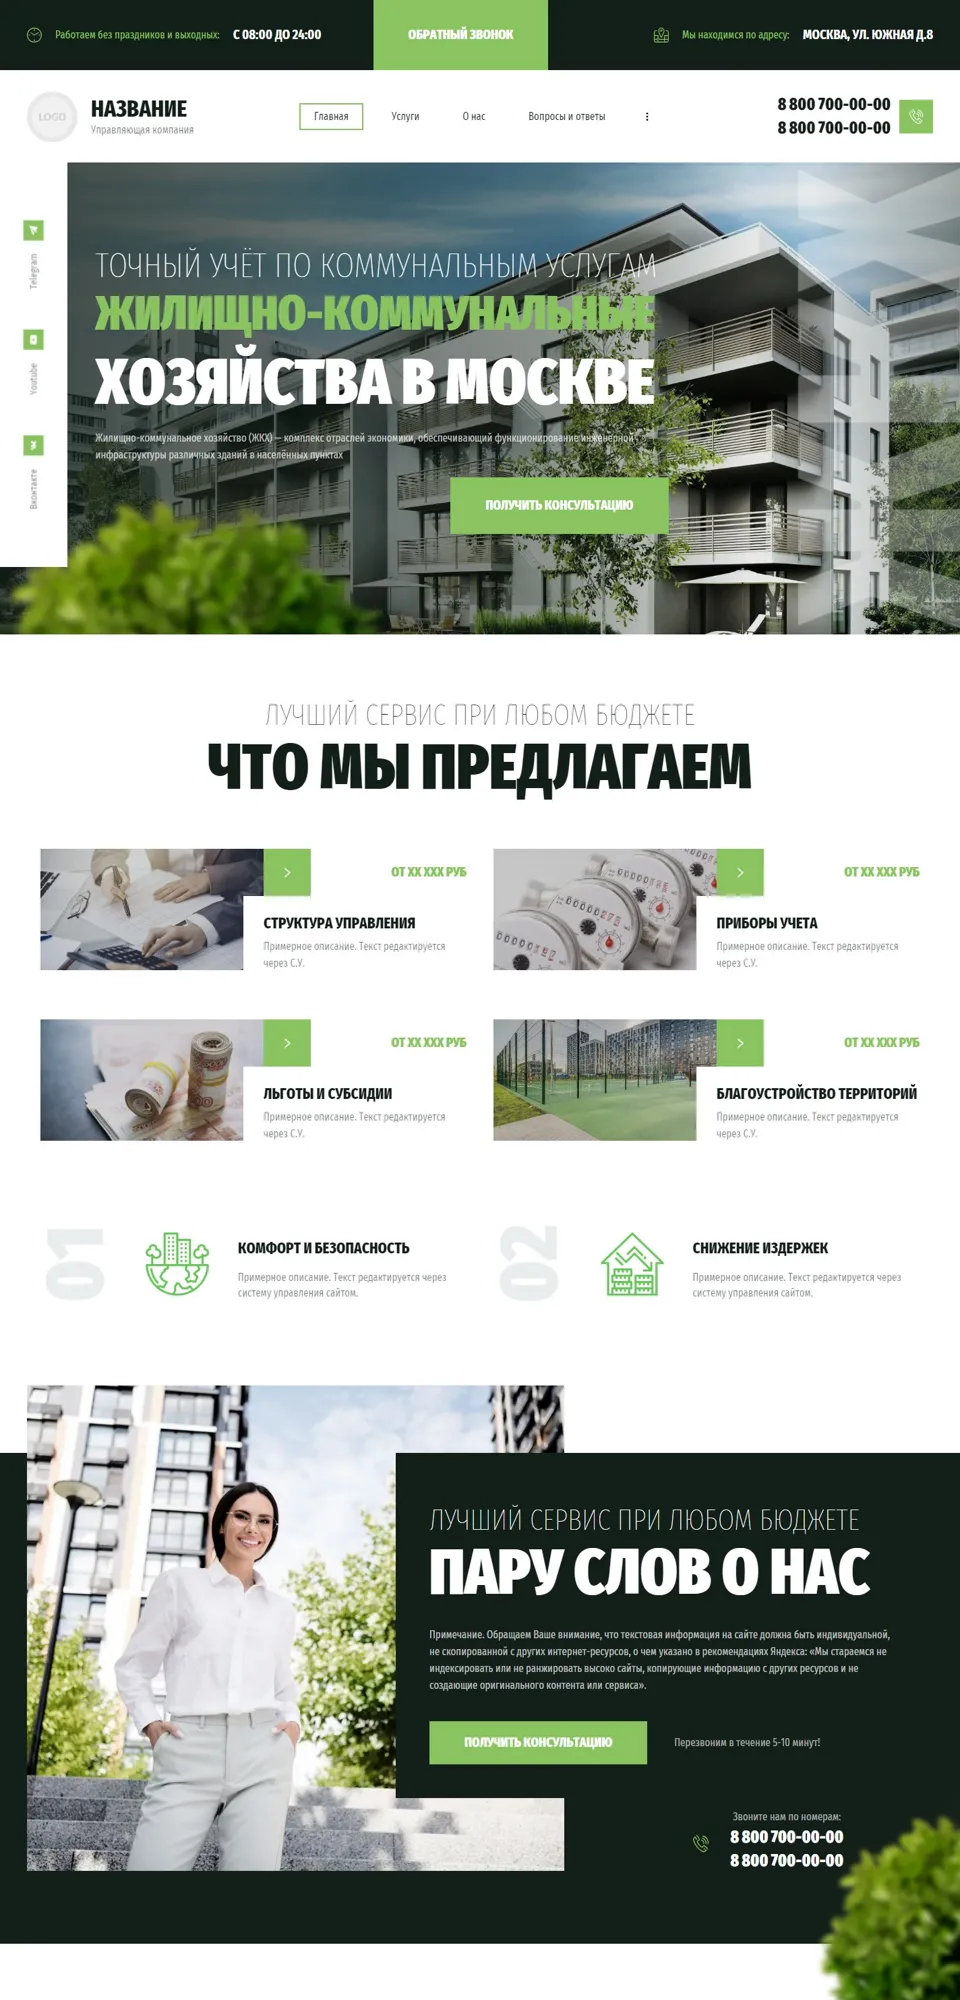 Работаем без праздников и выходных: С 08:00 ДО 24:00
ОБРАТНЫЙ ЗВОНОК
Мы находимся по адресу: МОСКВА, УЛ. ЮЖНАЯ Д.8
LOGO
НАЗВАНИЕ
Управляющая компания
Главная
Услуги
О нас
Вопросы и ответы
8 800 700-00-00
8 800 700-00-00
Telegram
Youtube
Вконтакте
ТОЧНЫЙ УЧЁТ ПО КОММУНАЛЬНЫМ УСЛУГАМ
ЖИЛИЩНО-КОММУНАЛЬНЫЕ
ХОЗЯЙСТВА В МОСКВЕ
Жилищно-коммунальное хозяйство (ЖКХ) — комплекс отраслей экономики, обеспечивающий функционирование инженерной
инфраструктуры различных зданий в населённых пунктах
ПОЛУЧИТЬ КОНСУЛЬТАЦИЮ
ЛУЧШИЙ СЕРВИС ПРИ ЛЮБОМ БЮДЖЕТЕ
ЧТО МЫ ПРЕДЛАГАЕМ
ОТ XX XXX РУБ
СТРУКТУРА УПРАВЛЕНИЯ
Примерное описание. Текст редактируется
через С.У.
ОТ XX XXX РУБ
ПРИБОРЫ УЧЕТА
Примерное описание. Текст редактируется
через С.У.
ОТ XX XXX РУБ
ЛЬГОТЫ И СУБСИДИИ
Примерное описание. Текст редактируется
через С.У.
ОТ XX XXX РУБ
БЛАГОУСТРОЙСТВО ТЕРРИТОРИЙ
Примерное описание. Текст редактируется
через С.У.
01
КОМФОРТ И БЕЗОПАСНОСТЬ
Примерное описание. Текст редактируется через
систему управления сайтом.
02
СНИЖЕНИЕ ИЗДЕРЖЕК
Примерное описание. Текст редактируется через
систему управления сайтом.
ЛУЧШИЙ СЕРВИС ПРИ ЛЮБОМ БЮДЖЕТЕ
ПАРУ СЛОВ О НАС
Примечание. Обращаем Ваше внимание, что текстовая информация на сайте должна быть индивидуальной,
не скопированной с других интернет-ресурсов, о чем указано в рекомендациях Яндекса: «Мы стараемся не
индексировать или не ранжировать высоко сайты, копирующие информацию с других ресурсов и не
создающие оригинального контента или сервиса».
ПОЛУЧИТЬ КОНСУЛЬТАЦИЮ
Перезвоним в течение 5-10 минут!
Звоните нам по номерам:
8 800 700-00-00
8 800 700-00-00